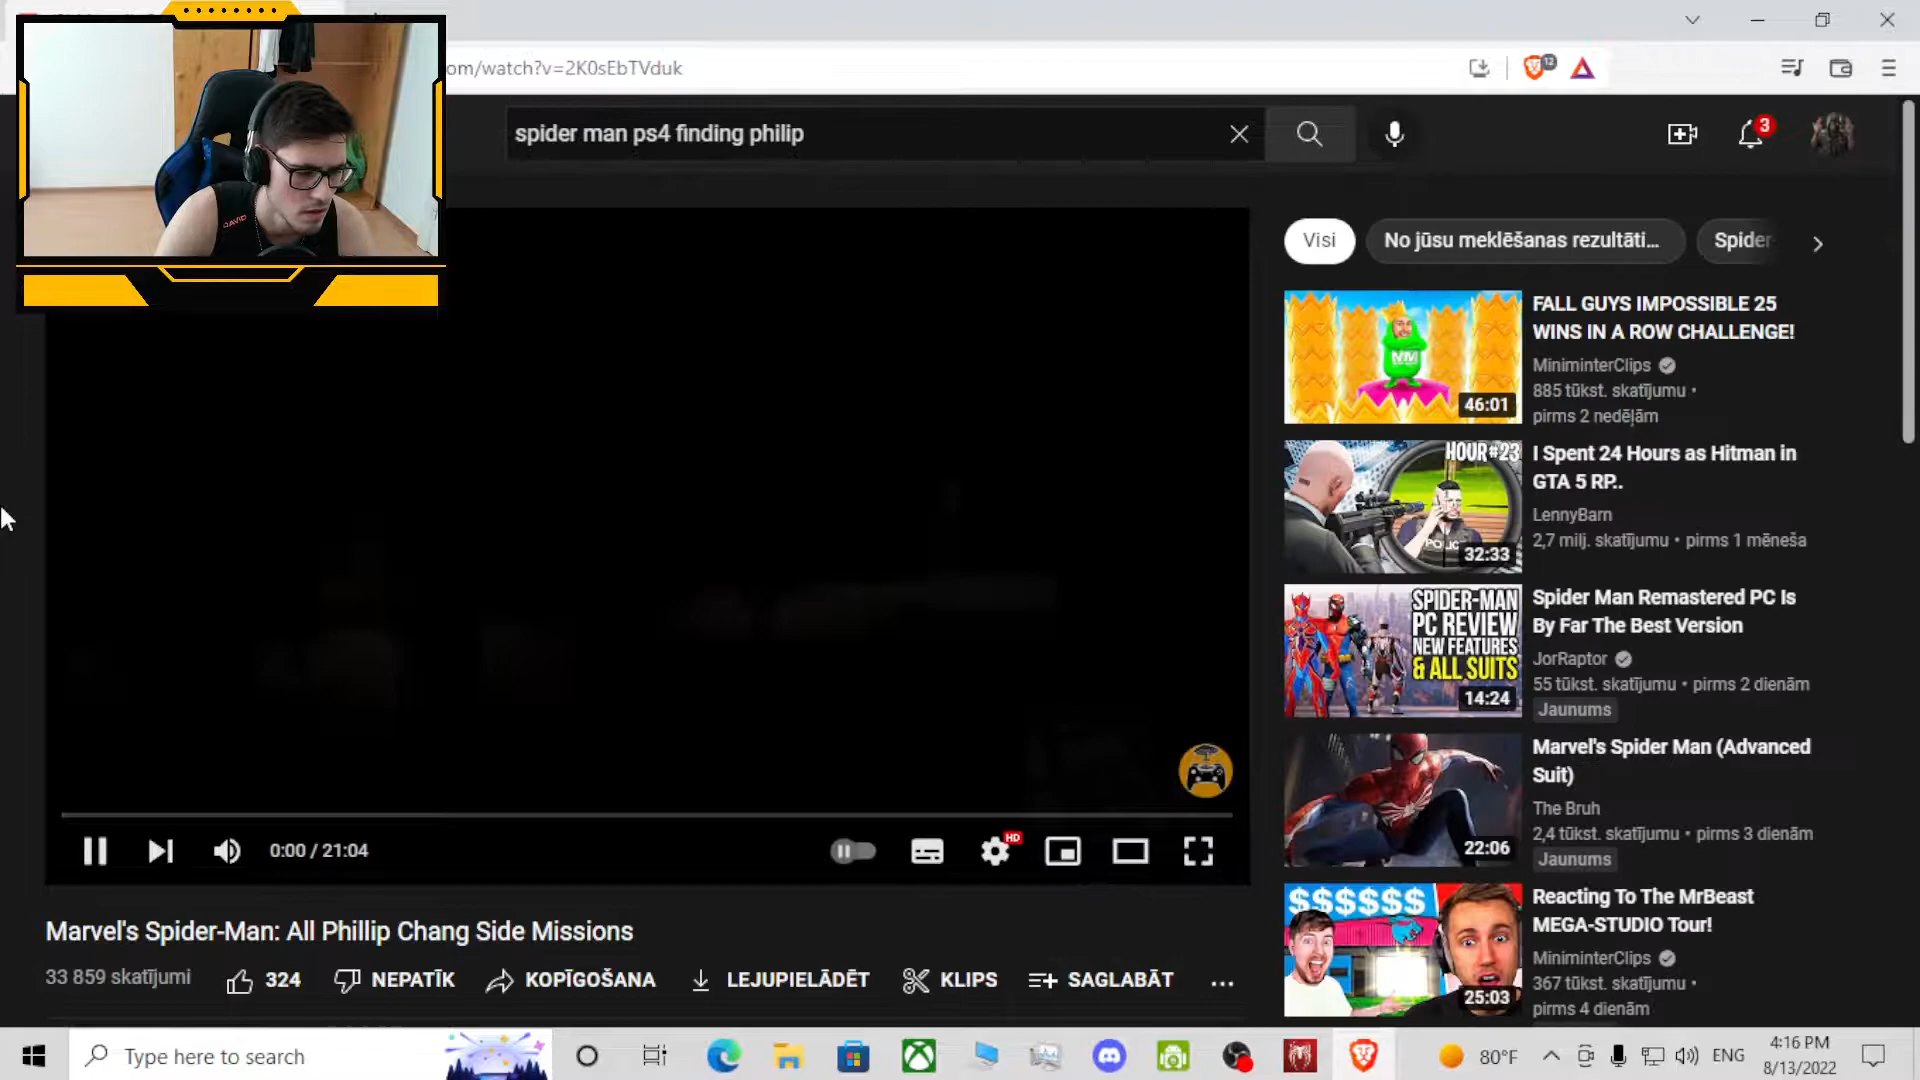 om/watch?v=2K0sEbTVduk
12
DAVID
spider man ps4 finding philip
3
Visi
No jūsu meklēšanas rezultāti...
Spider-
FALL GUYS IMPOSSIBLE 25
WINS IN A ROW CHALLENGE!
MiniminterClips
885 tūkst. skatījumu •
pirms 2 nedēļām
NM
46:01
HOUR#23
POLIC
32:33
I Spent 24 Hours as Hitman in
GTA 5 RP..
LennyBarn
2,7 milj. skatījumu • pirms 1 mēneša
SPIDER-MAN
PC REVIEW
NEW FEATURES
& ALL SUITS
14:24
Spider Man Remastered PC Is
By Far The Best Version
JorRaptor
55 tūkst. skatījumu • pirms 2 dienām
Jaunums
22:06
Marvel's Spider Man (Advanced
Suit)
The Bruh
2,4 tūkst. skatījumu • pirms 3 dienām
Jaunums
$$$$$$
25:03
Reacting To The MrBeast
MEGA-STUDIO Tour!
MiniminterClips
367 tūkst. skatījumu •
pirms 4 dienām
0:00 / 21:04
HD
Marvel's Spider-Man: All Phillip Chang Side Missions
33 859 skatījumi
324
NEPATĪK
KOPĪGOŠANA
LEJUPIELĀDĒT
KLIPS
SAGLABĀT
Type here to search
80°F
ENG
4:16 PM
8/13/2022